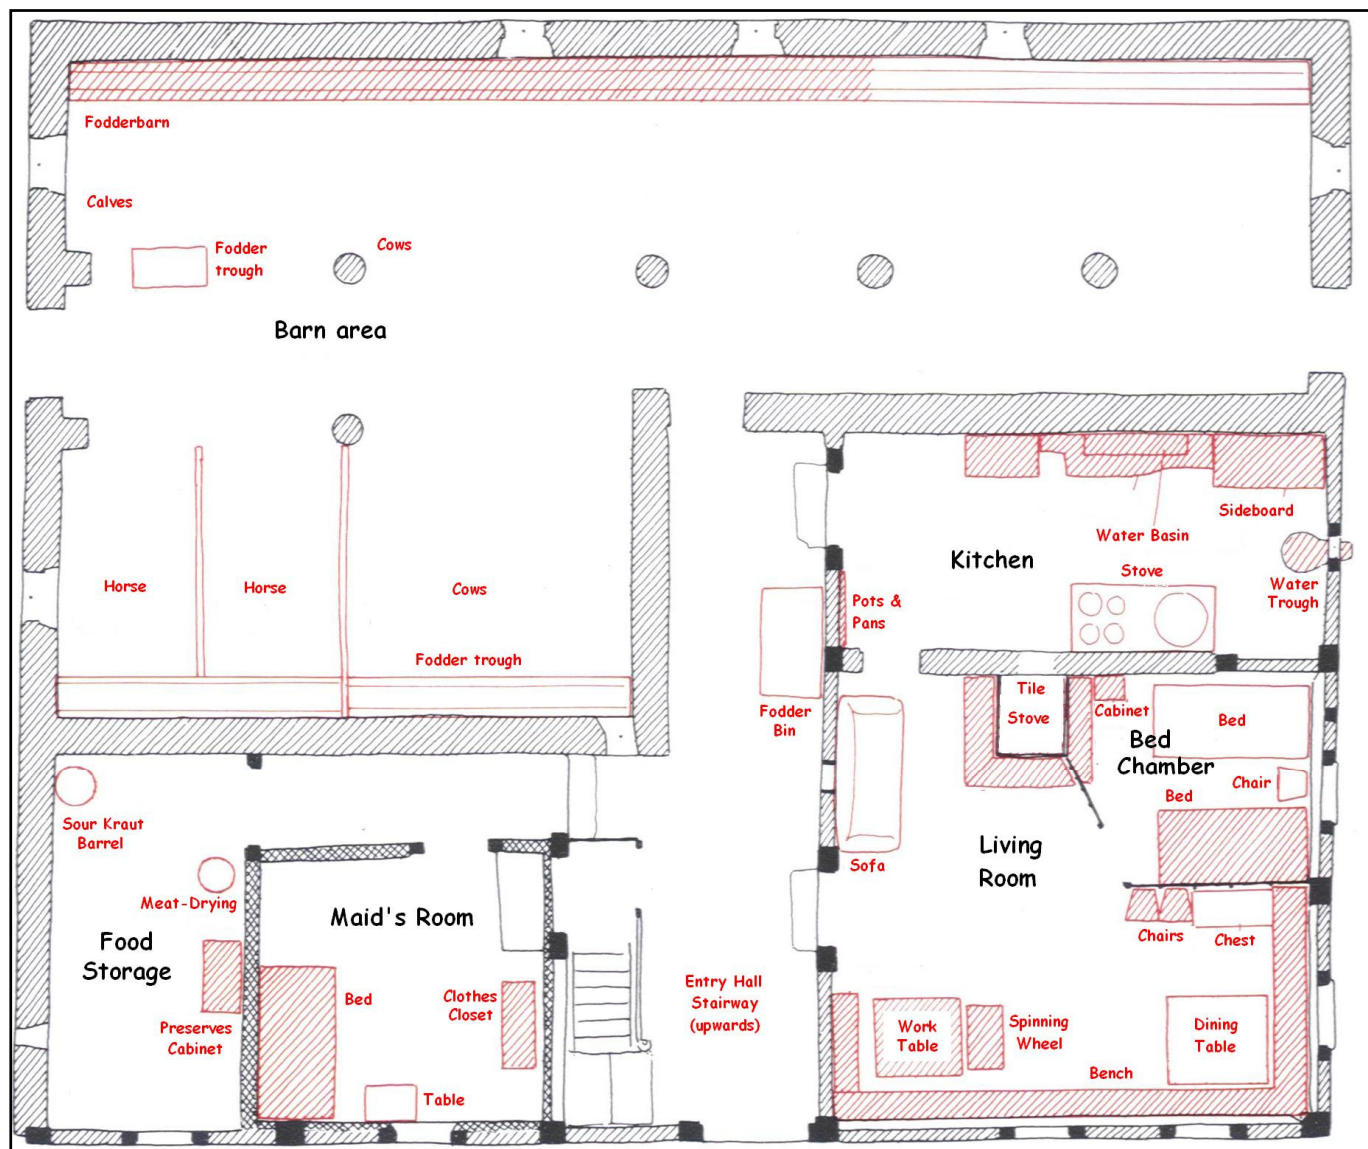 Fodderbarn
Calves
Fodder
trough
Cows
Barn area
Horse
Horse
Cows
Fodder trough
Sideboard
Water Basin
Kitchen
Stove
Water
Trough
Pots &
Pans
Fodder
Bin
Tile
Stove
Cabinet
Bed
Bed
Chamber
Chair
Bed
Sofa
Living
Room
Chairs
Chest
Sour Kraut
Barrel
Meat-Drying
Food
Storage
Maid's Room
Preserves
Cabinet
Bed
Clothes
Closet
Table
Entry Hall
Stairway
(upwards)
Work
Table
Spinning
Wheel
Dining
Table
Bench